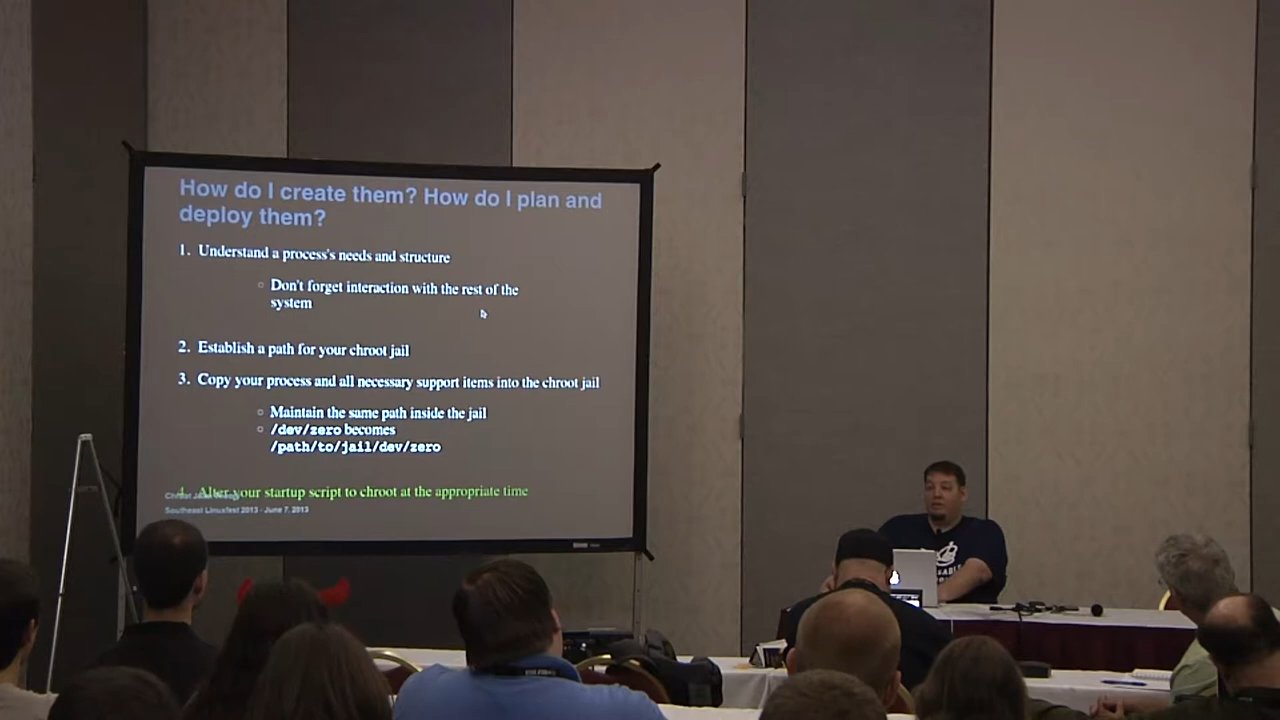 How do I create them? How do I plan and
deploy them?
1. Understand a process's needs and structure
Don't forget interaction with the rest of the
system
2. Establish a path for your chroot jail
3. Copy your process and all necessary support items into the chroot jail
Maintain the same path inside the jail
/dev/zero becomes
/path/to/jail/dev/zero
4. Alter your startup script to chroot at the appropriate time
Southeast Linuxfest 2013 - June 7, 2013